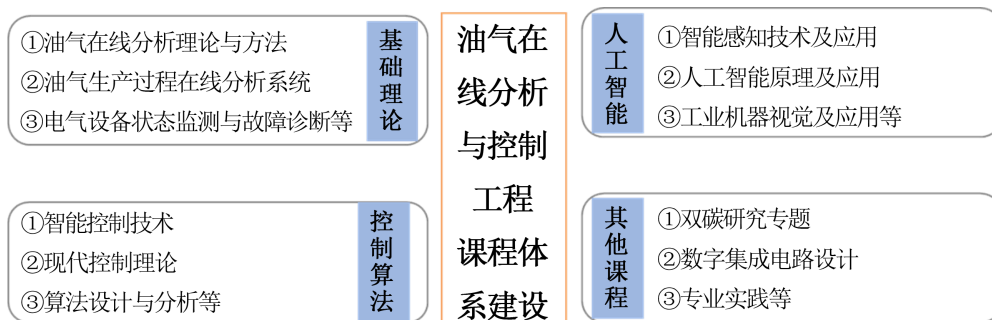 ①油气在线分析理论与方法
②油气生产过程在线分析系统
③电气设备状态监测与故障诊断等
基础理论
①智能控制技术
②现代控制理论
③算法设计与分析等
控制算法
油气在
线分析
与控制
工程
课程体
系建设
人工智能
①智能感知技术及应用
②人工智能原理及应用
③工业机器视觉及应用等
其他课程
①双碳研究专题
②数字集成电路设计
③专业实践等